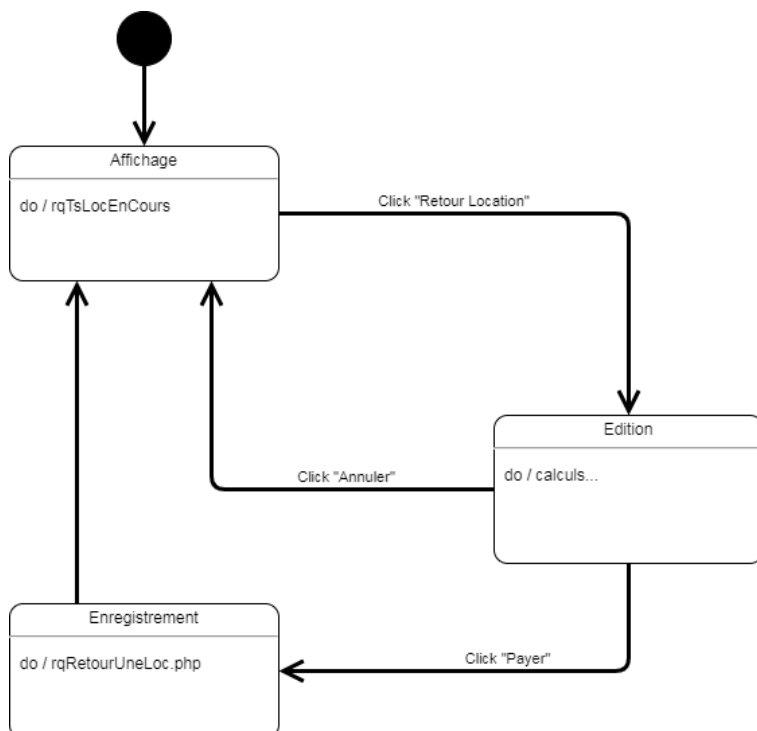 Affichage
do / rqTsLocEnCours
Click "Retour Location"
Edition
do / calculs...
Click "Annuler"
Enregistrement
do / rqRetourUneLoc.php
Click "Payer"